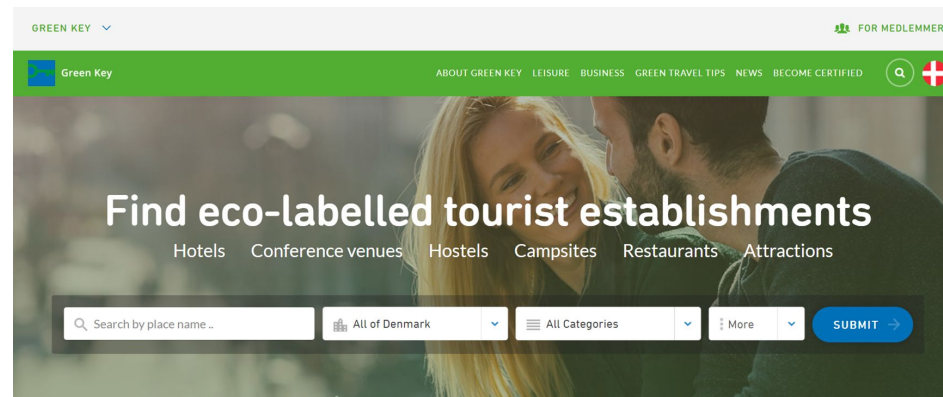 GREEN KEY
FOR MEDLEMMER
Green Key
ABOUT GREEN KEY LEISURE BUSINESS GREEN TRAVEL TIPS NEWS BECOME CERTIFIED
Find eco-labelled tourist establishments
Hotels Conference venues Hostels Campsites Restaurants Attractions
Search by place name .. All of Denmark All Categories More SUBMIT